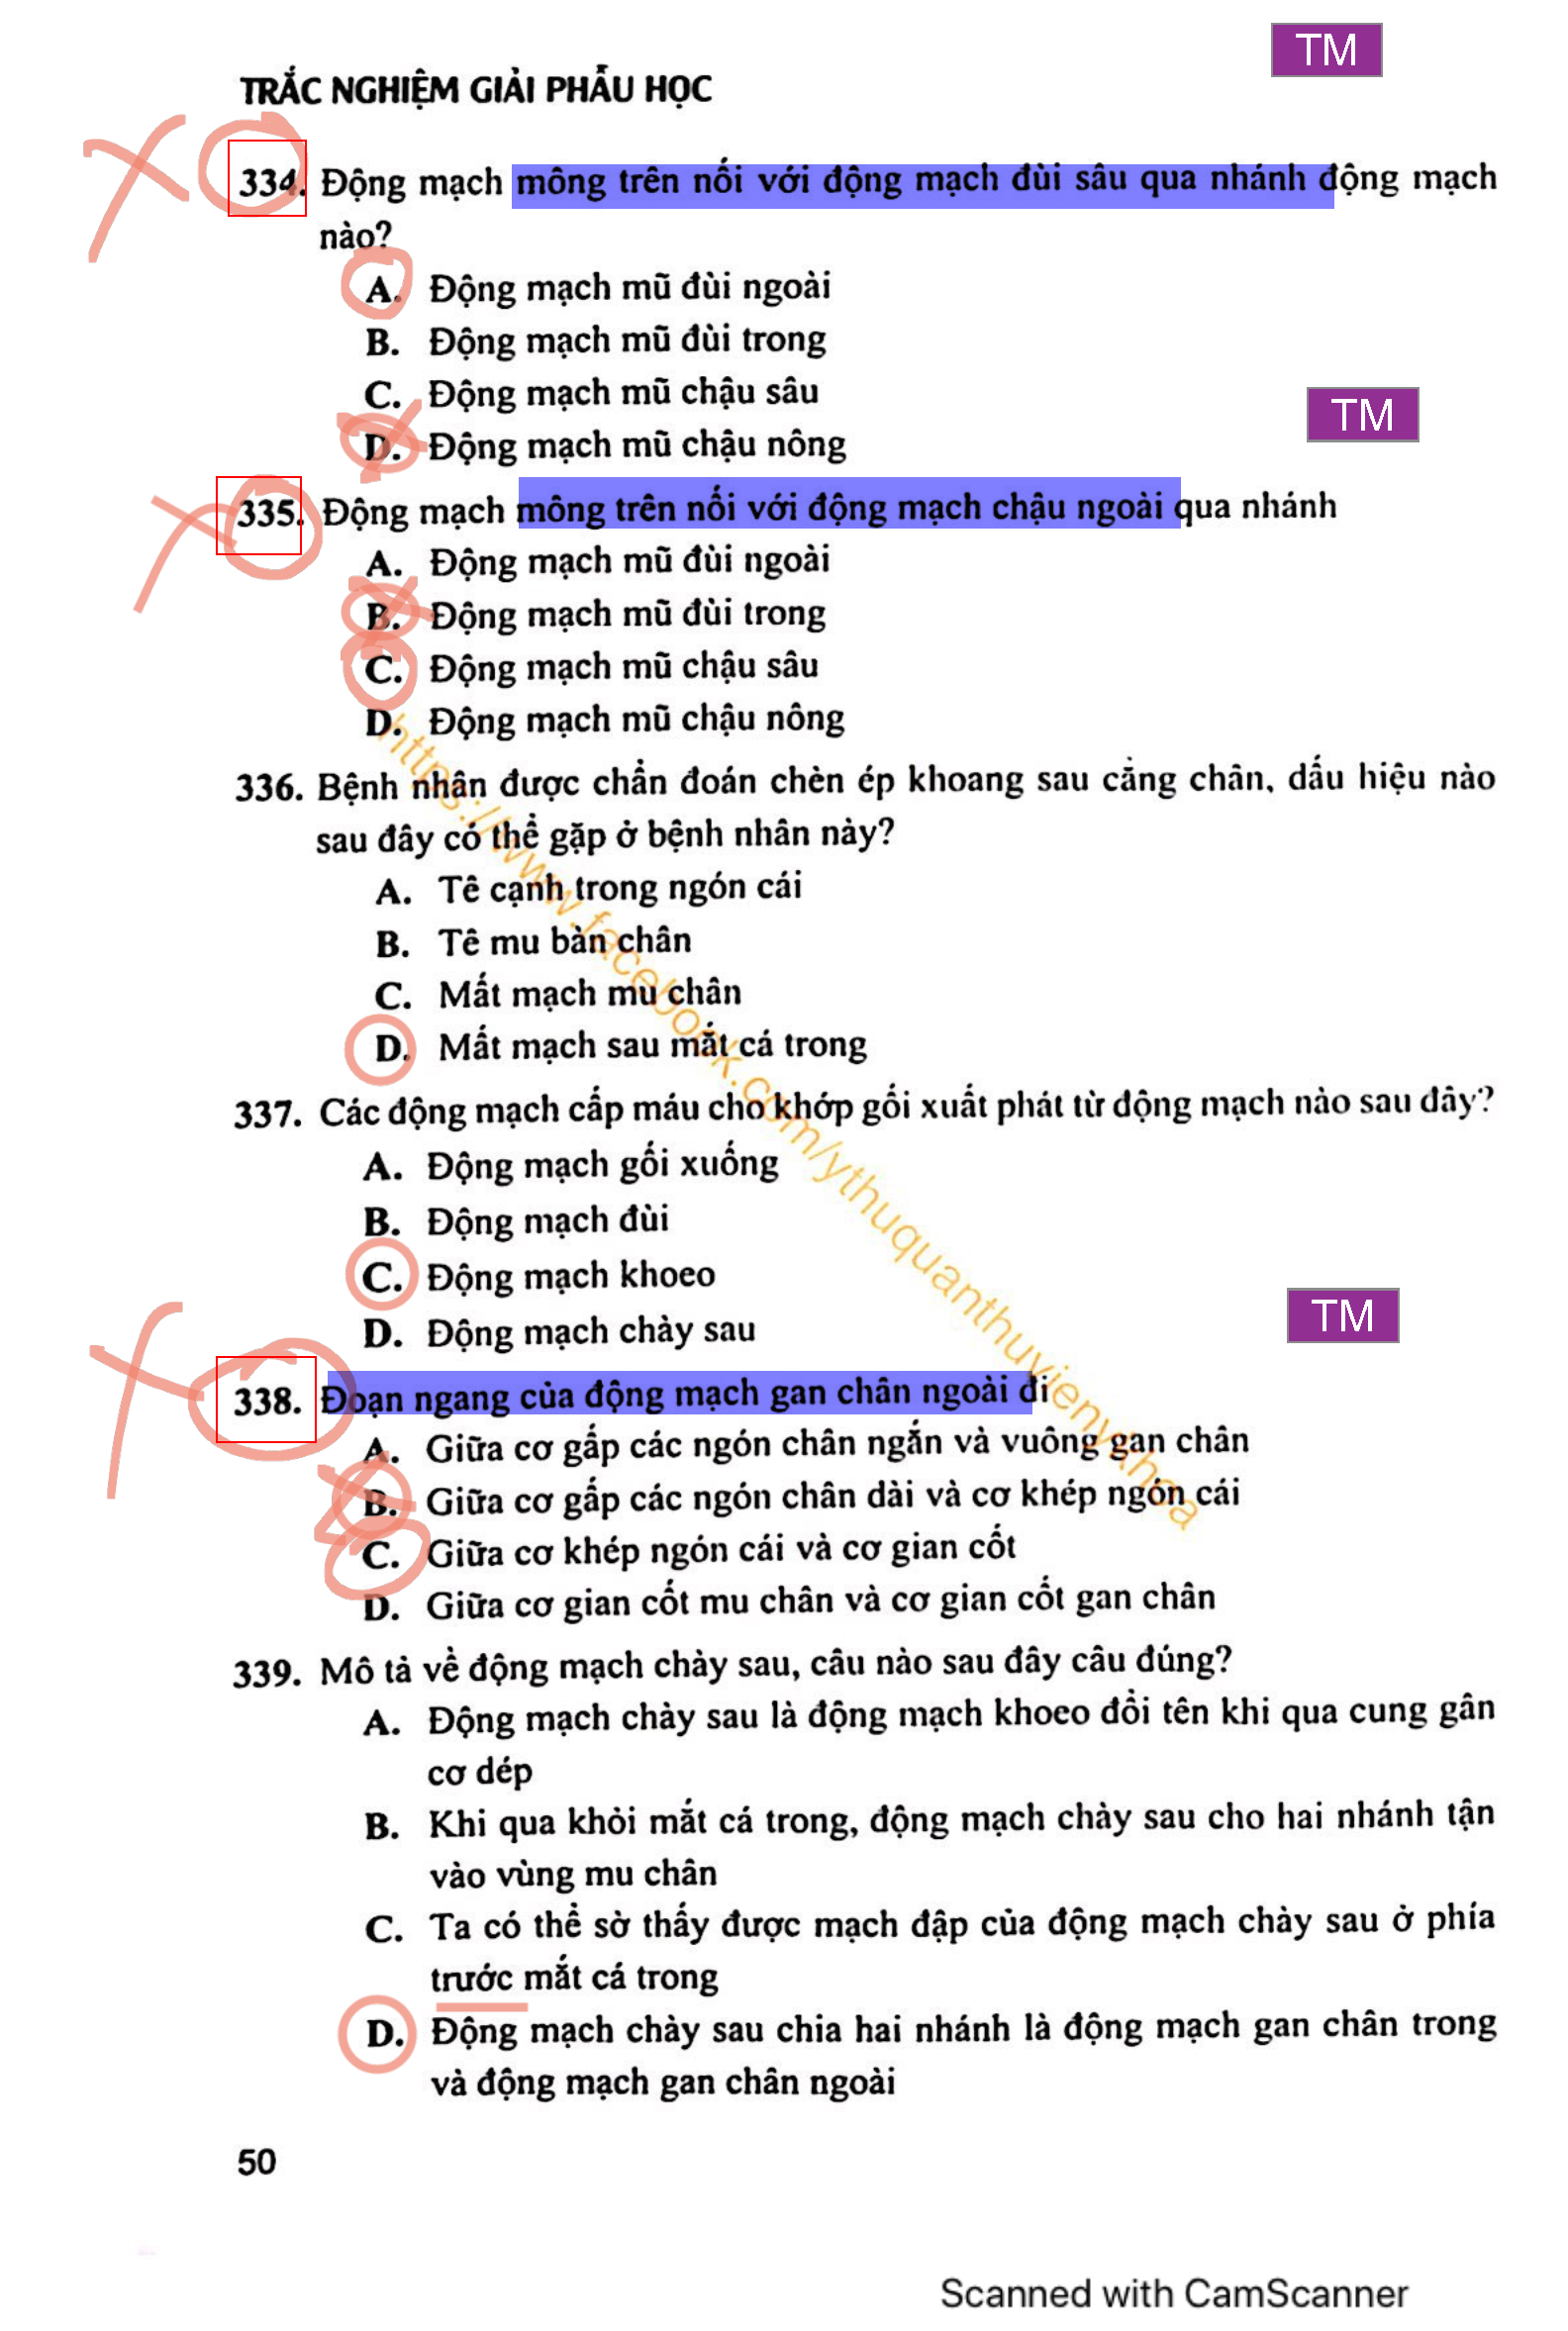 TM
TRẮC NGHIỆM GIẢI PHẪU HỌC
334. Động mạch mông trên nối với động mạch đùi sâu qua nhánh động mạch
nào?
A. Động mạch mũ đùi ngoài
B. Động mạch mũ đùi trong
C. Động mạch mũ chậu sâu
TM
D. Động mạch mũ chậu nông
335. Động mạch mông trên nối với động mạch chậu ngoài qua nhánh
A. Động mạch mũ đùi ngoài
B. Động mạch mũ đùi trong
C. Động mạch mũ chậu sâu
D. Động mạch mũ chậu nông
336. Bệnh nhân được chẩn đoán chèn ép khoang sau cẳng chân, dấu hiệu nào
sau đây có thể gặp ở bệnh nhân này?
A. Tê cạnh trong ngón cái
B. Tê mu bàn chân
C. Mất mạch mu chân
D. Mất mạch sau mắt cá trong
337. Các động mạch cấp máu cho khớp gối xuất phát từ động mạch nào sau đây?
A. Động mạch gối xuống
B. Động mạch đùi
C. Động mạch khoeo
D. Động mạch chày sau
TM
338. Đoạn ngang của động mạch gan chân ngoài đi
A. Giữa cơ gấp các ngón chân ngắn và vuông gan chân
B. Giữa cơ gấp các ngón chân dài và cơ khép ngón cái
C. Giữa cơ khép ngón cái và cơ gian cốt
D. Giữa cơ gian cốt mu chân và cơ gian cốt gan chân
339. Mô tả về động mạch chày sau, câu nào sau đây câu đúng?
A. Động mạch chày sau là động mạch khoeo đổi tên khi qua cung gân
cơ dép
B. Khi qua khỏi mắt cá trong, động mạch chày sau cho hai nhánh tận
vào vùng mu chân
C. Ta có thể sờ thấy được mạch đập của động mạch chày sau ở phía
trước mắt cá trong
D. Động mạch chày sau chia hai nhánh là động mạch gan chân trong
và động mạch gan chân ngoài
https://www.facebook.com/ythuquanthuvienykhoa
50
Scanned with CamScanner